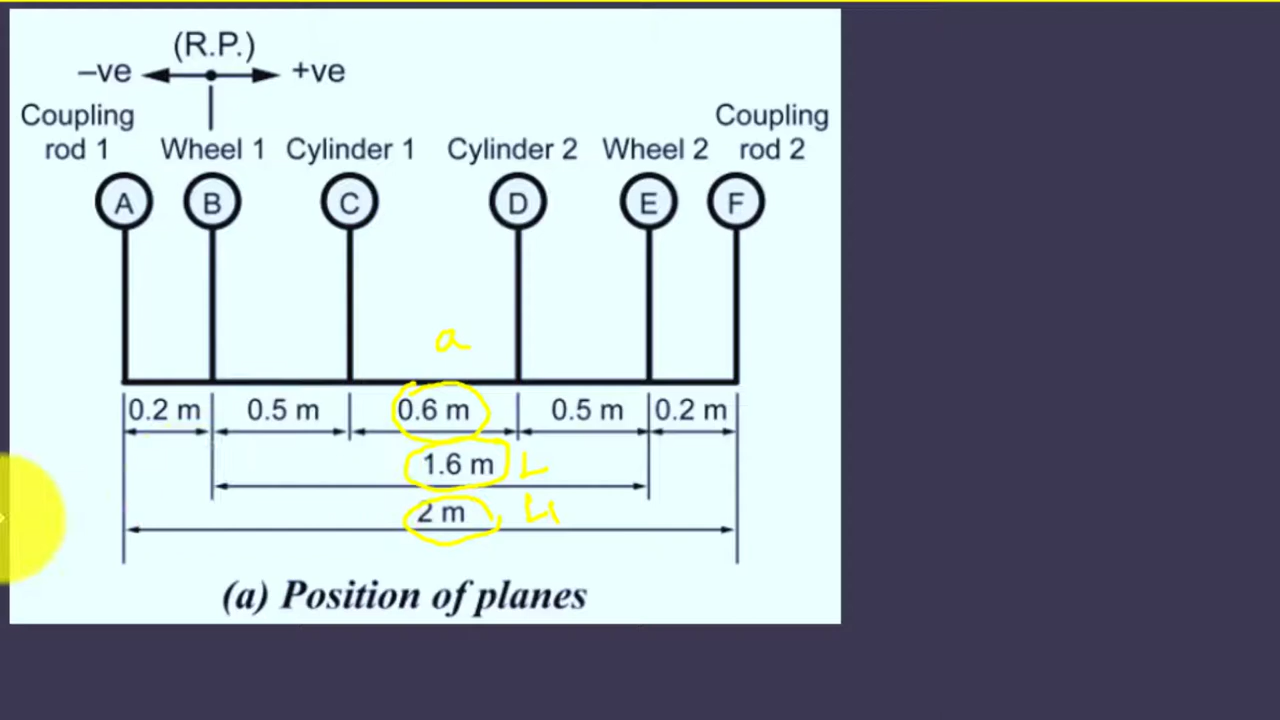 (R.P.)
–ve +ve
Coupling rod 1 Wheel 1 Cylinder 1 Cylinder 2 Wheel 2 Coupling rod 2
A B C D E F
a
0.2 m 0.5 m 0.6 m 0.5 m 0.2 m
1.6 m L
2 m
(a) Position of planes